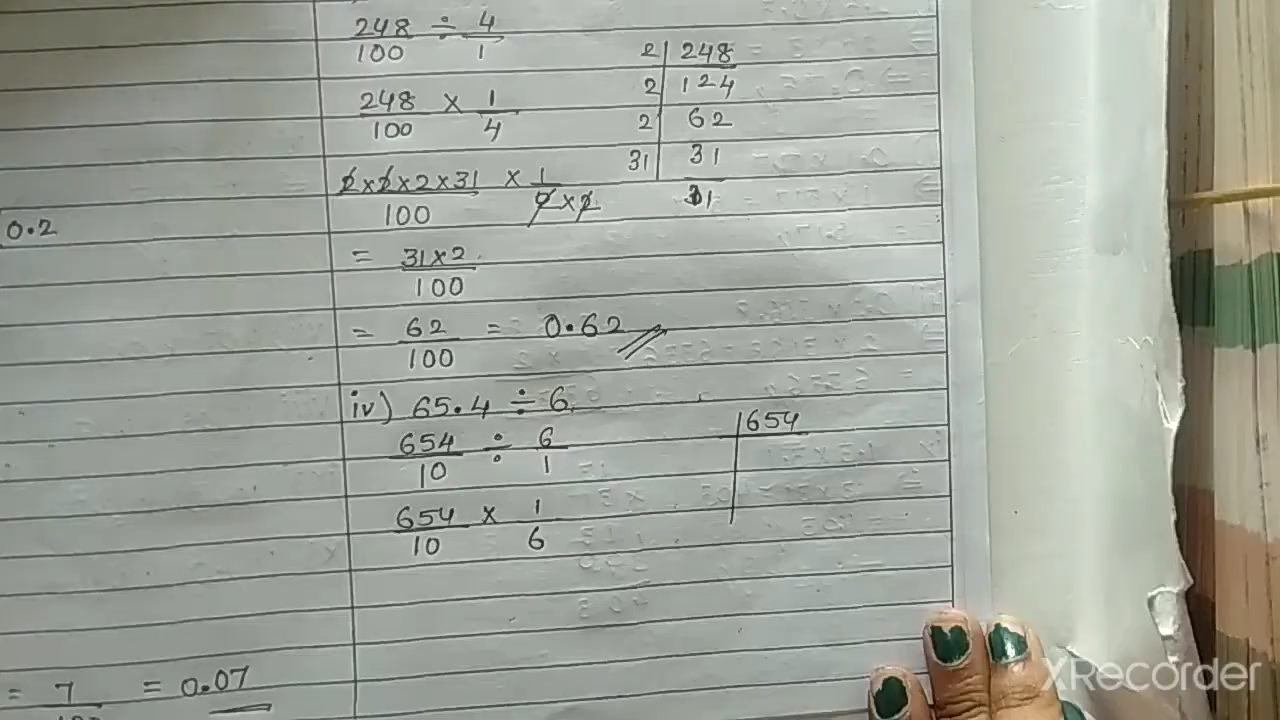 248/100 ÷ 4/1
248/100 × 1/4
2×2×2×31/100 × 1/2×2
= 31×2/100
= 62/100 = 0.62
2 | 248
2 | 124
2 | 62
31 | 31
31
iv) 65.4 ÷ 6
654/10 ÷ 6/1
654/10 × 1/6
| 654
0.2
= 7 = 0.07
XRecorder